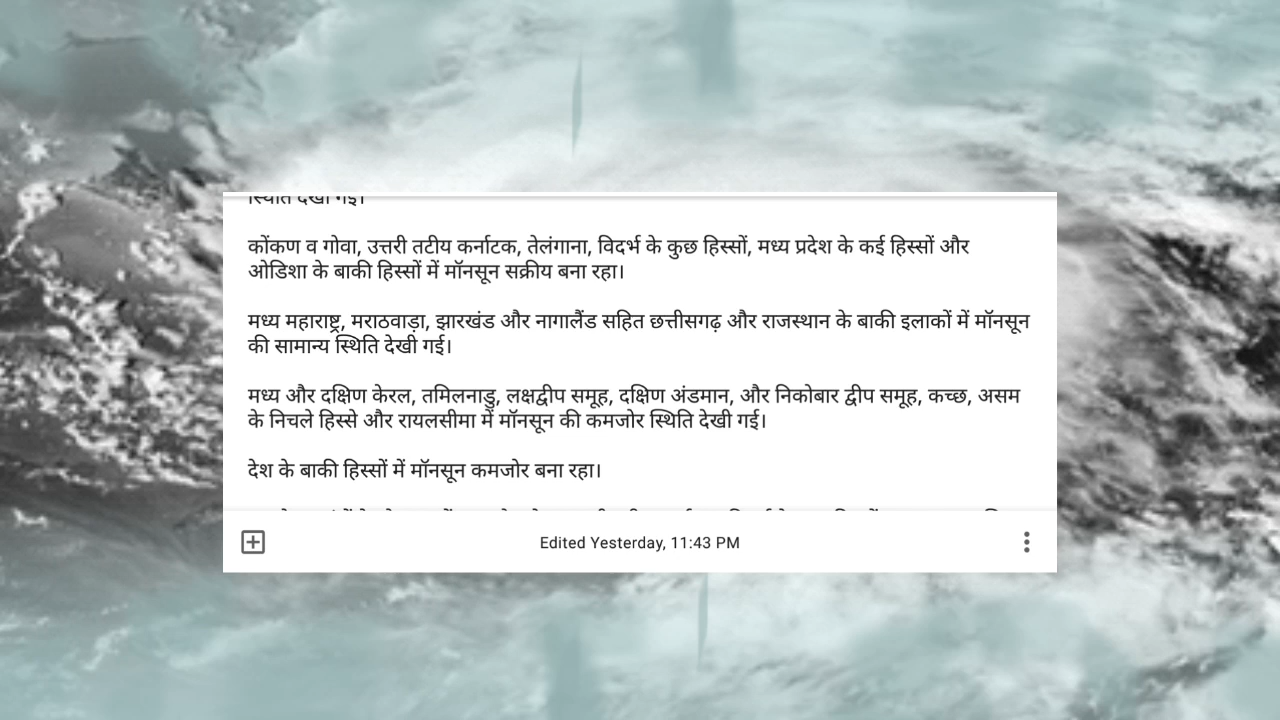 स्थिति देखी गई।
कोंकण व गोवा, उत्तरी तटीय कर्नाटक, तेलंगाना, विदर्भ के कुछ हिस्सों, मध्य प्रदेश के कई हिस्सों और
ओडिशा के बाकी हिस्सों में मॉनसून सक्रीय बना रहा।
मध्य महाराष्ट्र, मराठवाड़ा, झारखंड और नागालैंड सहित छत्तीसगढ़ और राजस्थान के बाकी इलाकों में मॉनसून
की सामान्य स्थिति देखी गई।
मध्य और दक्षिण केरल, तमिलनाडु, लक्षद्वीप समूह, दक्षिण अंडमान, और निकोबार द्वीप समूह, कच्छ, असम
के निचले हिस्से और रायलसीमा में मॉनसून की कमजोर स्थिति देखी गई।
देश के बाकी हिस्सों में मॉनसून कमजोर बना रहा।
Edited Yesterday, 11:43 PM